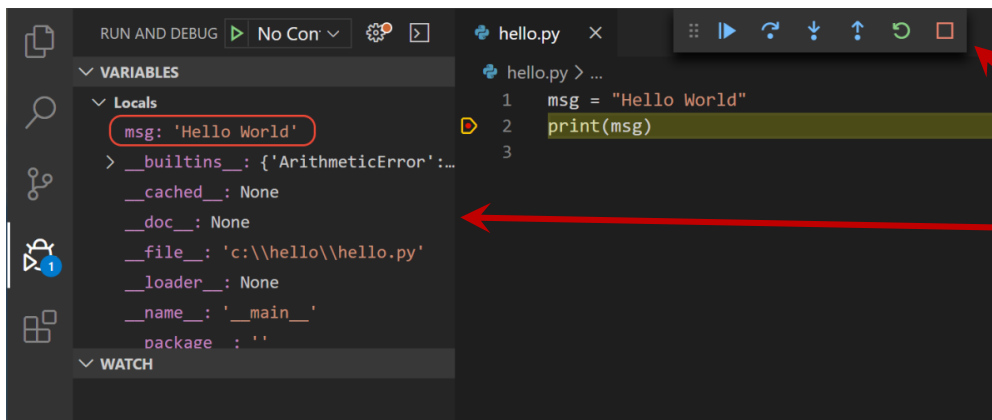 RUN AND DEBUG No Con
VARIABLES
Locals
msg: 'Hello World'
__builtins__: {'ArithmeticError':…
__cached__: None
__doc__: None
__file__: 'c:\\hello\\hello.py'
__loader__: None
__name__: '__main__'
__package__: ''
WATCH
1
hello.py
hello.py > ...
1 msg = "Hello World"
2 print(msg)
3